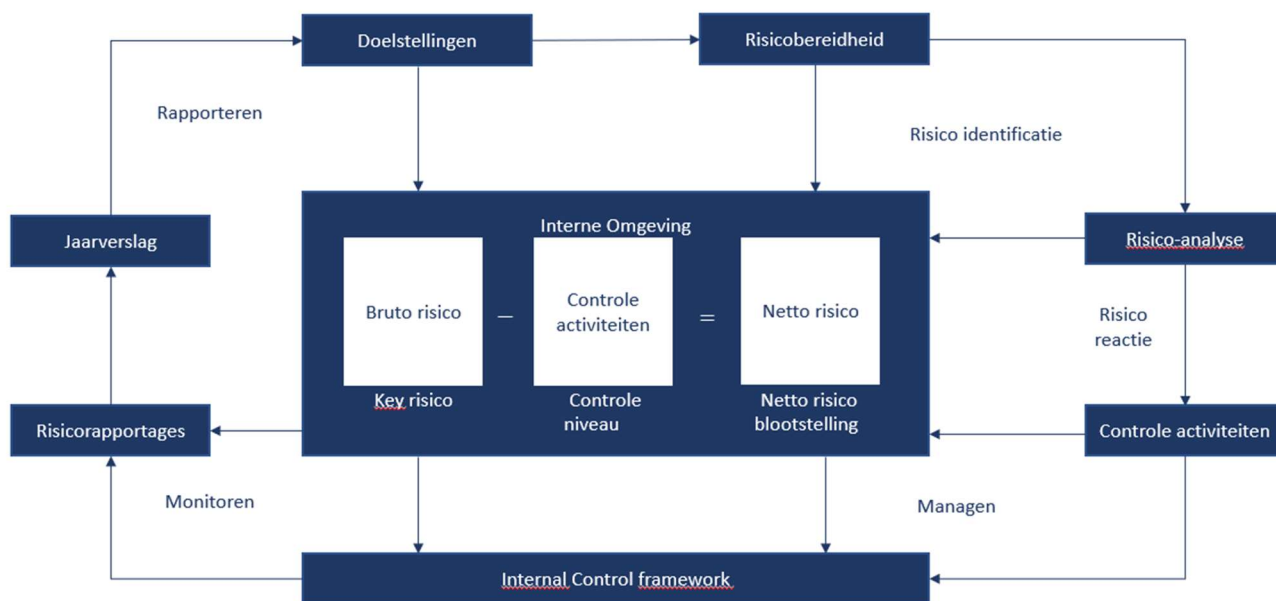 Doelstellingen
Risicobereidheid
Rapporteren
Risico identificatie
Jaarverslag
Interne Omgeving
Risico-analyse
Bruto risico
–
Controle
activiteiten
=
Netto risico
Risico
reactie
Key risico
Controle
niveau
Netto risico
blootstelling
Risicorapportages
Controle activiteiten
Monitoren
Managen
Internal Control framework